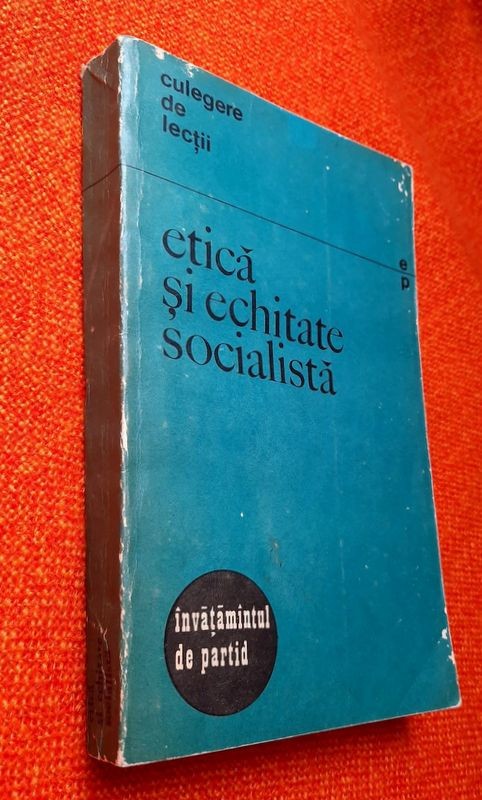 culegere
de
lecții
e
p
etică
și echitate
socialistă
învățămîntul
de partid